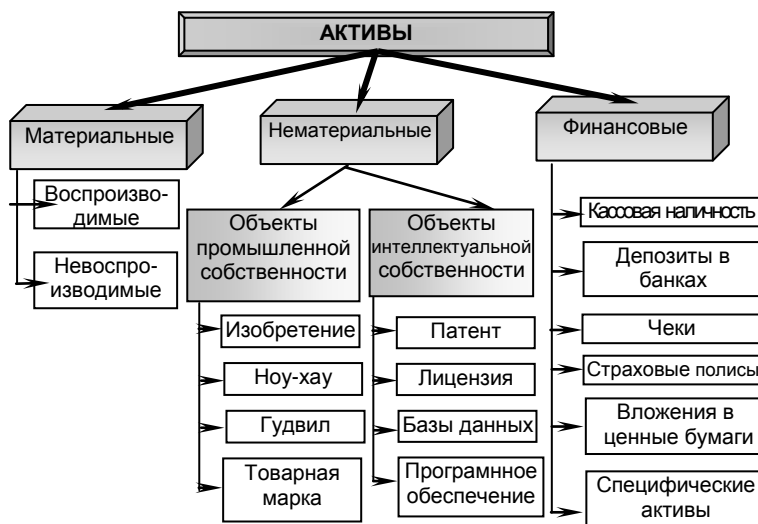 АКТИВЫ
Материальные
Нематериальные
Финансовые
Воспроизво-
димые
Невоспро-
изводимые
Объекты
промышленной
собственности
Изобретение
Ноу-хау
Гудвил
Товарная
марка
Объекты
интеллектуальной
собственности
Патент
Лицензия
Базы данных
Програмнное
обеспечение
Кассовая наличность
Депозиты в
банках
Чеки
Страховые полисы
Вложения в
ценные бумаги
Специфические
активы